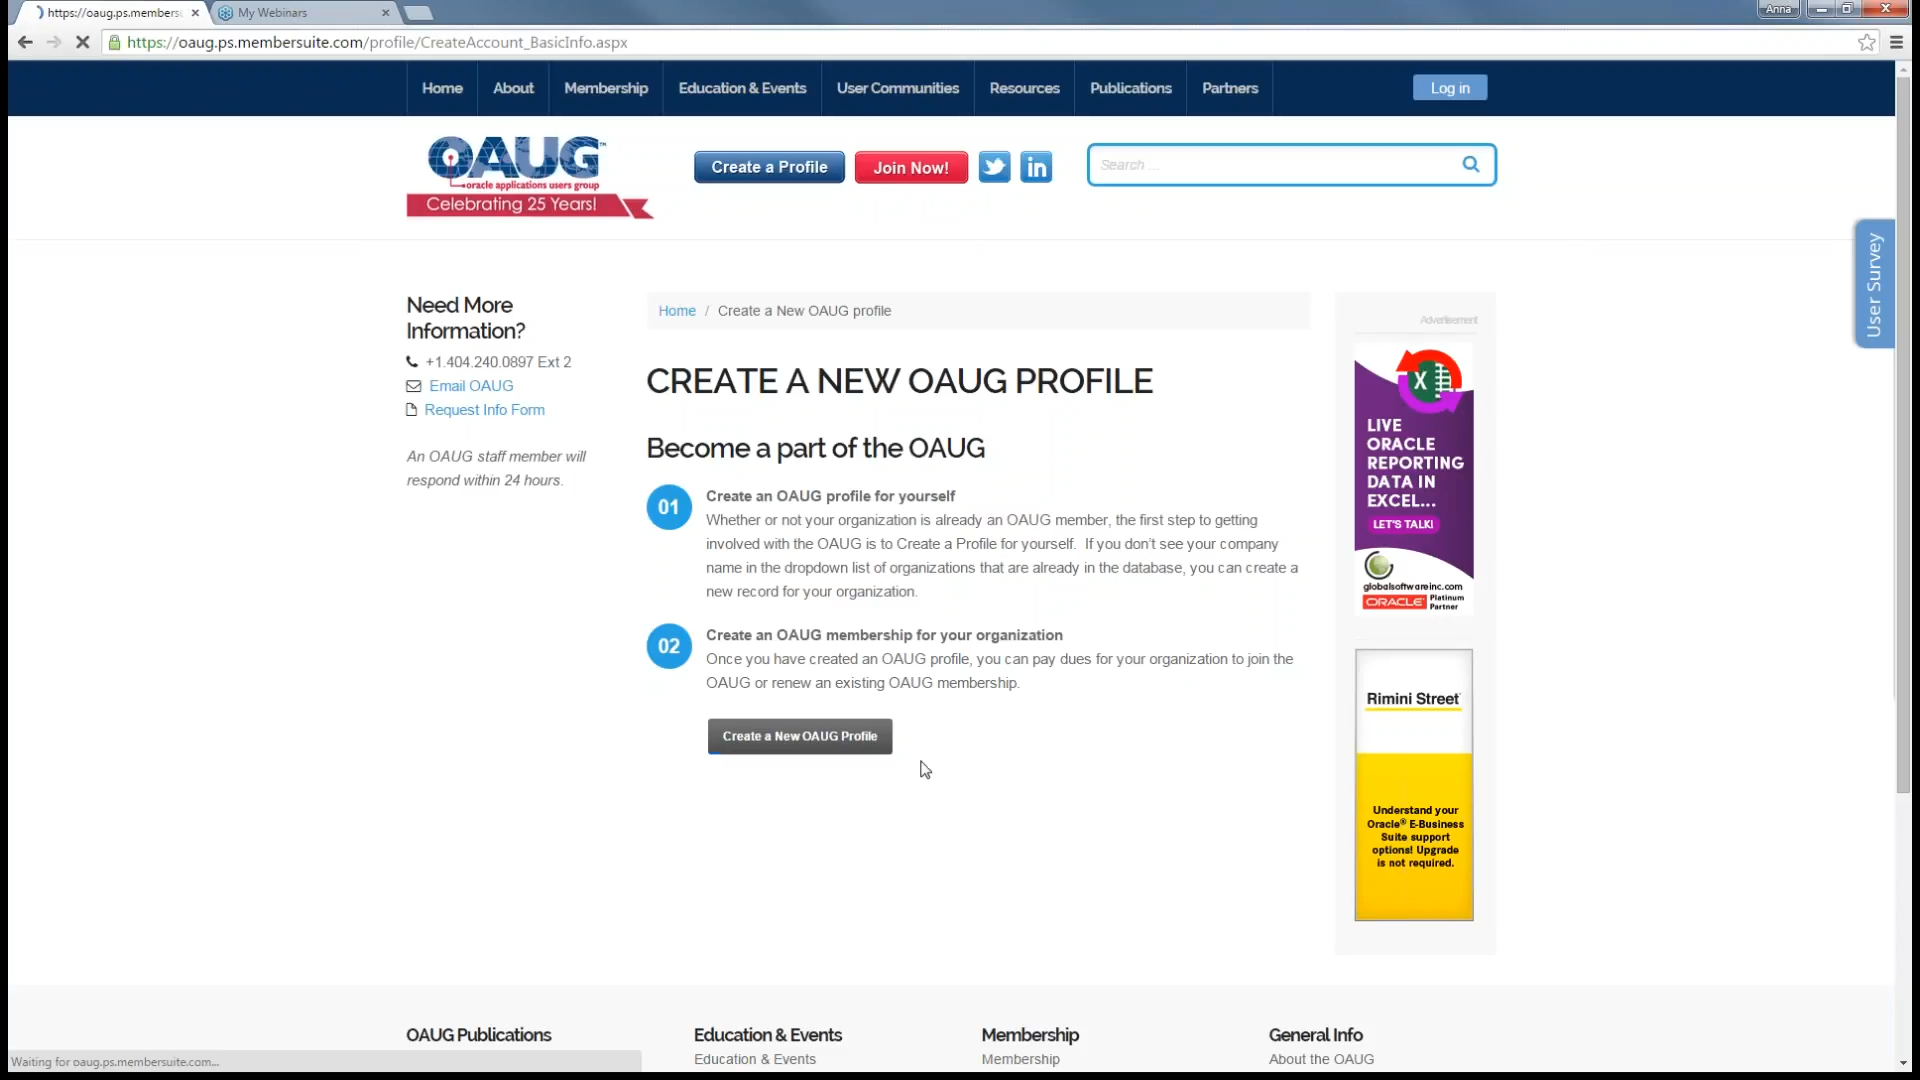 https://oaug.ps.members
My Webinars
Anna
https://oaug.ps.membersuite.com/profile/CreateAccount_BasicInfo.aspx
Home
About
Membership
Education & Events
User Communities
Resources
Publications
Partners
Log in
OAUG™
oracle applications users group
Celebrating 25 Years!
Create a Profile
Join Now!
in
Search ...
User Survey
Need More
Information?
+1.404.240.0897 Ext 2
Email OAUG
Request Info Form
An OAUG staff member will
respond within 24 hours.
Home / Create a New OAUG profile
CREATE A NEW OAUG PROFILE
Become a part of the OAUG
01
Create an OAUG profile for yourself
Whether or not your organization is already an OAUG member, the first step to getting
involved with the OAUG is to Create a Profile for yourself. If you don't see your company
name in the dropdown list of organizations that are already in the database, you can create a
new record for your organization.
02
Create an OAUG membership for your organization
Once you have created an OAUG profile, you can pay dues for your organization to join the
OAUG or renew an existing OAUG membership.
Create a New OAUG Profile
Advertisement
X
LIVE
ORACLE
REPORTING
DATA IN
EXCEL...
LET'S TALK!
globalsoftwareinc.com
ORACLE Platinum
Partner
Rimini Street
Understand your
Oracle® E-Business
Suite support
options! Upgrade
is not required.
OAUG Publications
Education & Events
Education & Events
Membership
Membership
General Info
About the OAUG
Waiting for oaug.ps.membersuite.com...